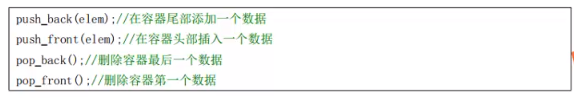 push_back(elem);//在容器尾部添加一个数据
push_front(elem);//在容器头部插入一个数据
pop_back();//删除容器最后一个数据
pop_front();//删除容器第一个数据